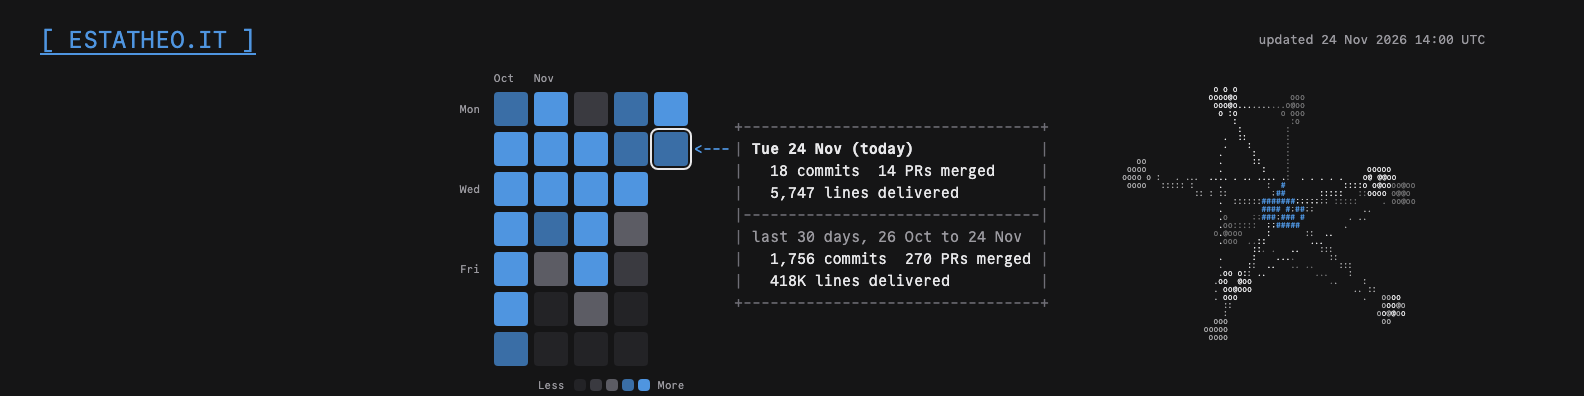 [ ESTATHEO.IT ]
updated 24 Nov 2026 14:00 UTC
Oct Nov
Mon
Wed
Fri
Less More
<--- Tue 24 Nov (today)
18 commits 14 PRs merged
5,747 lines delivered
last 30 days, 26 Oct to 24 Nov
1,756 commits 270 PRs merged
418K lines delivered